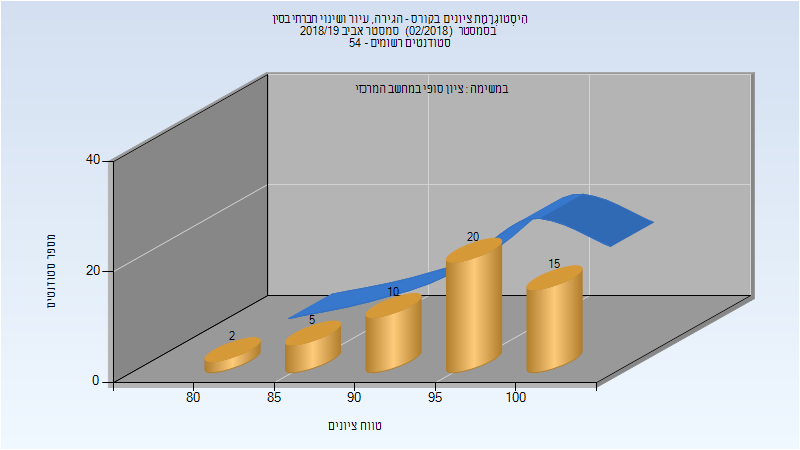 היסטוגרמת ציונים בקורס - הגירה, עיור ושינוי חברתי בסין
בסמסטר (02/2018) סמסטר אביב 2018/19
סטודנטים רשומים - 54
במשימה : ציון סופי במחשב המרכזי
מספר סטודנטים
40
20
0
2
5
10
20
15
80
85
90
95
100
טווח ציונים